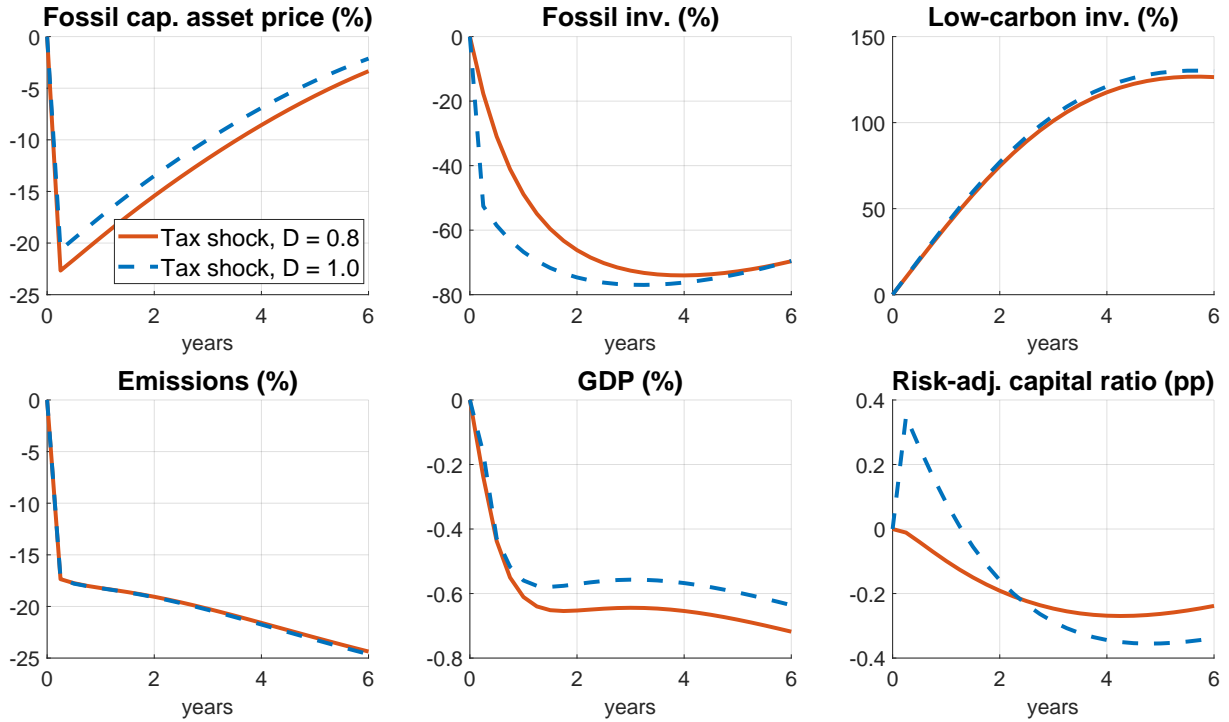 Fossil cap. asset price (%)
0
-5
-10
-15
-20
-25
0 2 4 6
years
Tax shock, D = 0.8
Tax shock, D = 1.0
Fossil inv. (%)
0
-20
-40
-60
-80
0 2 4 6
years
Low-carbon inv. (%)
150
100
50
0
0 2 4 6
years
Emissions (%)
0
-5
-10
-15
-20
-25
0 2 4 6
years
GDP (%)
0
-0.2
-0.4
-0.6
-0.8
0 2 4 6
years
Risk-adj. capital ratio (pp)
0.4
0.2
0
-0.2
-0.4
0 2 4 6
years